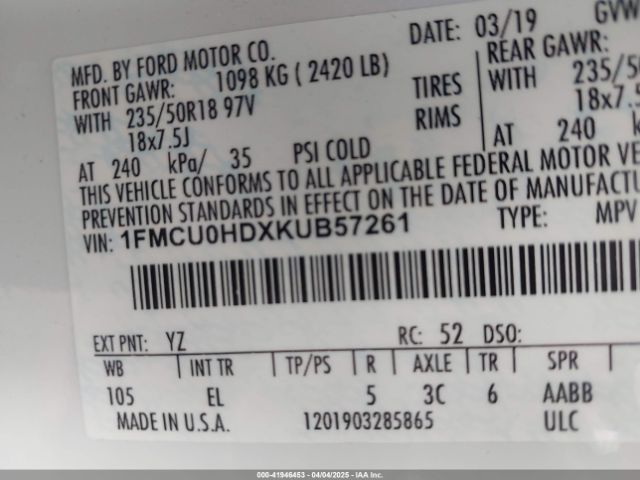 MFD. BY FORD MOTOR CO. DATE: 03/19 GVW
FRONT GAWR: 1098 KG ( 2420 LB) REAR GAWR:
WITH 235/50R18 97V TIRES WITH 235/50
18x7.5J RIMS 18x7.5
AT 240 kPa/ 35 PSI COLD AT 240
THIS VEHICLE CONFORMS TO ALL APPLICABLE FEDERAL MOTOR VE
PREVENTION STANDARDS IN EFFECT ON THE DATE OF MANUFACTU
VIN: 1FMCU0HDXKUB57261 TYPE: MPV
EXT PNT: YZ RC: 52 DSO:
WB INT TR TP/PS R AXLE TR SPR
105 EL 5 3C 6 AABB
MADE IN U.S.A. 1201903285865 ULC
000-41946453 - 04/04/2025 - IAAI.COM